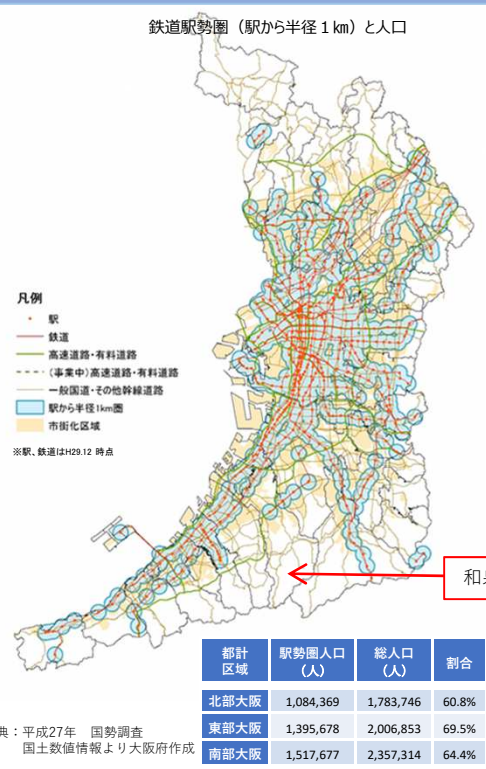 鉄道駅勢圏（駅から半径１㎞）と人口
凡例
駅
鉄道
高速道路・有料道路
（事業中）高速道路・有料道路
一般国道・その他幹線道路
駅から半径1km圏
市街化区域
※駅、鉄道はH29.12 時点
和
都計区域 駅勢圏人口（人） 総人口（人） 割合
北部大阪 1,084,369 1,783,746 60.8%
東部大阪 1,395,678 2,006,853 69.5%
南部大阪 1,517,677 2,357,314 64.4%
典：平成27年　国勢調査
国土数値情報より大阪府作成